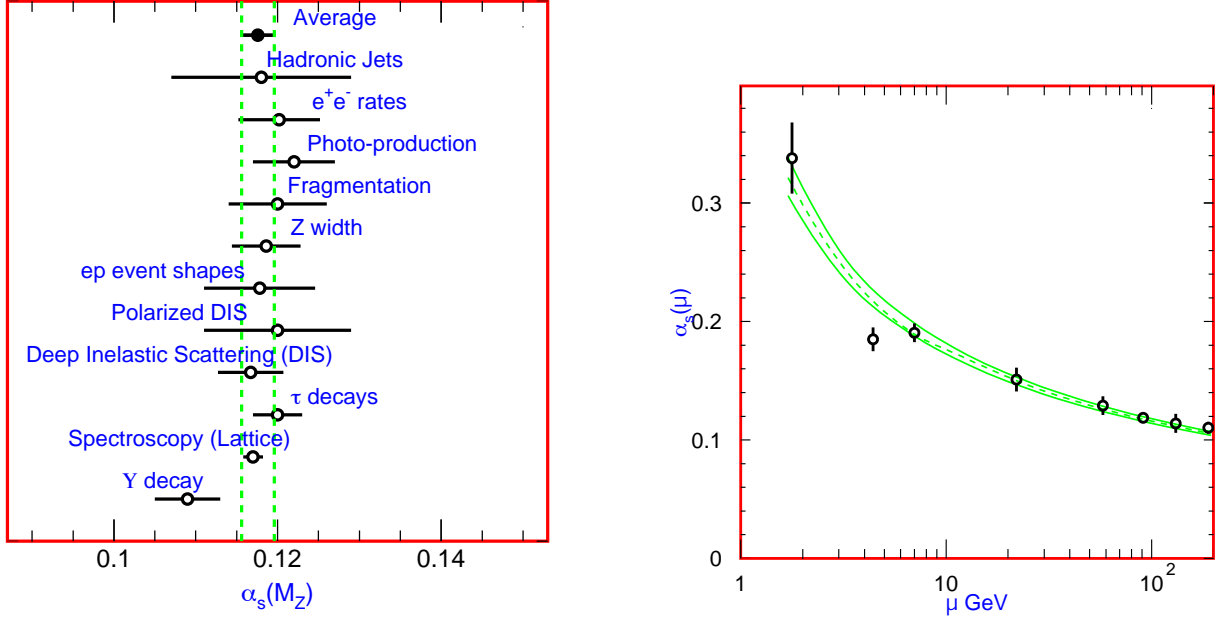 Average
Hadronic Jets
e⁺e⁻ rates
Photo-production
Fragmentation
Z width
ep event shapes
Polarized DIS
Deep Inelastic Scattering (DIS)
τ decays
Spectroscopy (Lattice)
Υ decay
0.1 0.12 0.14
αₛ(M_Z)
0.3
0.2
0.1
0
αₛ(μ)
1 10 10²
μ GeV